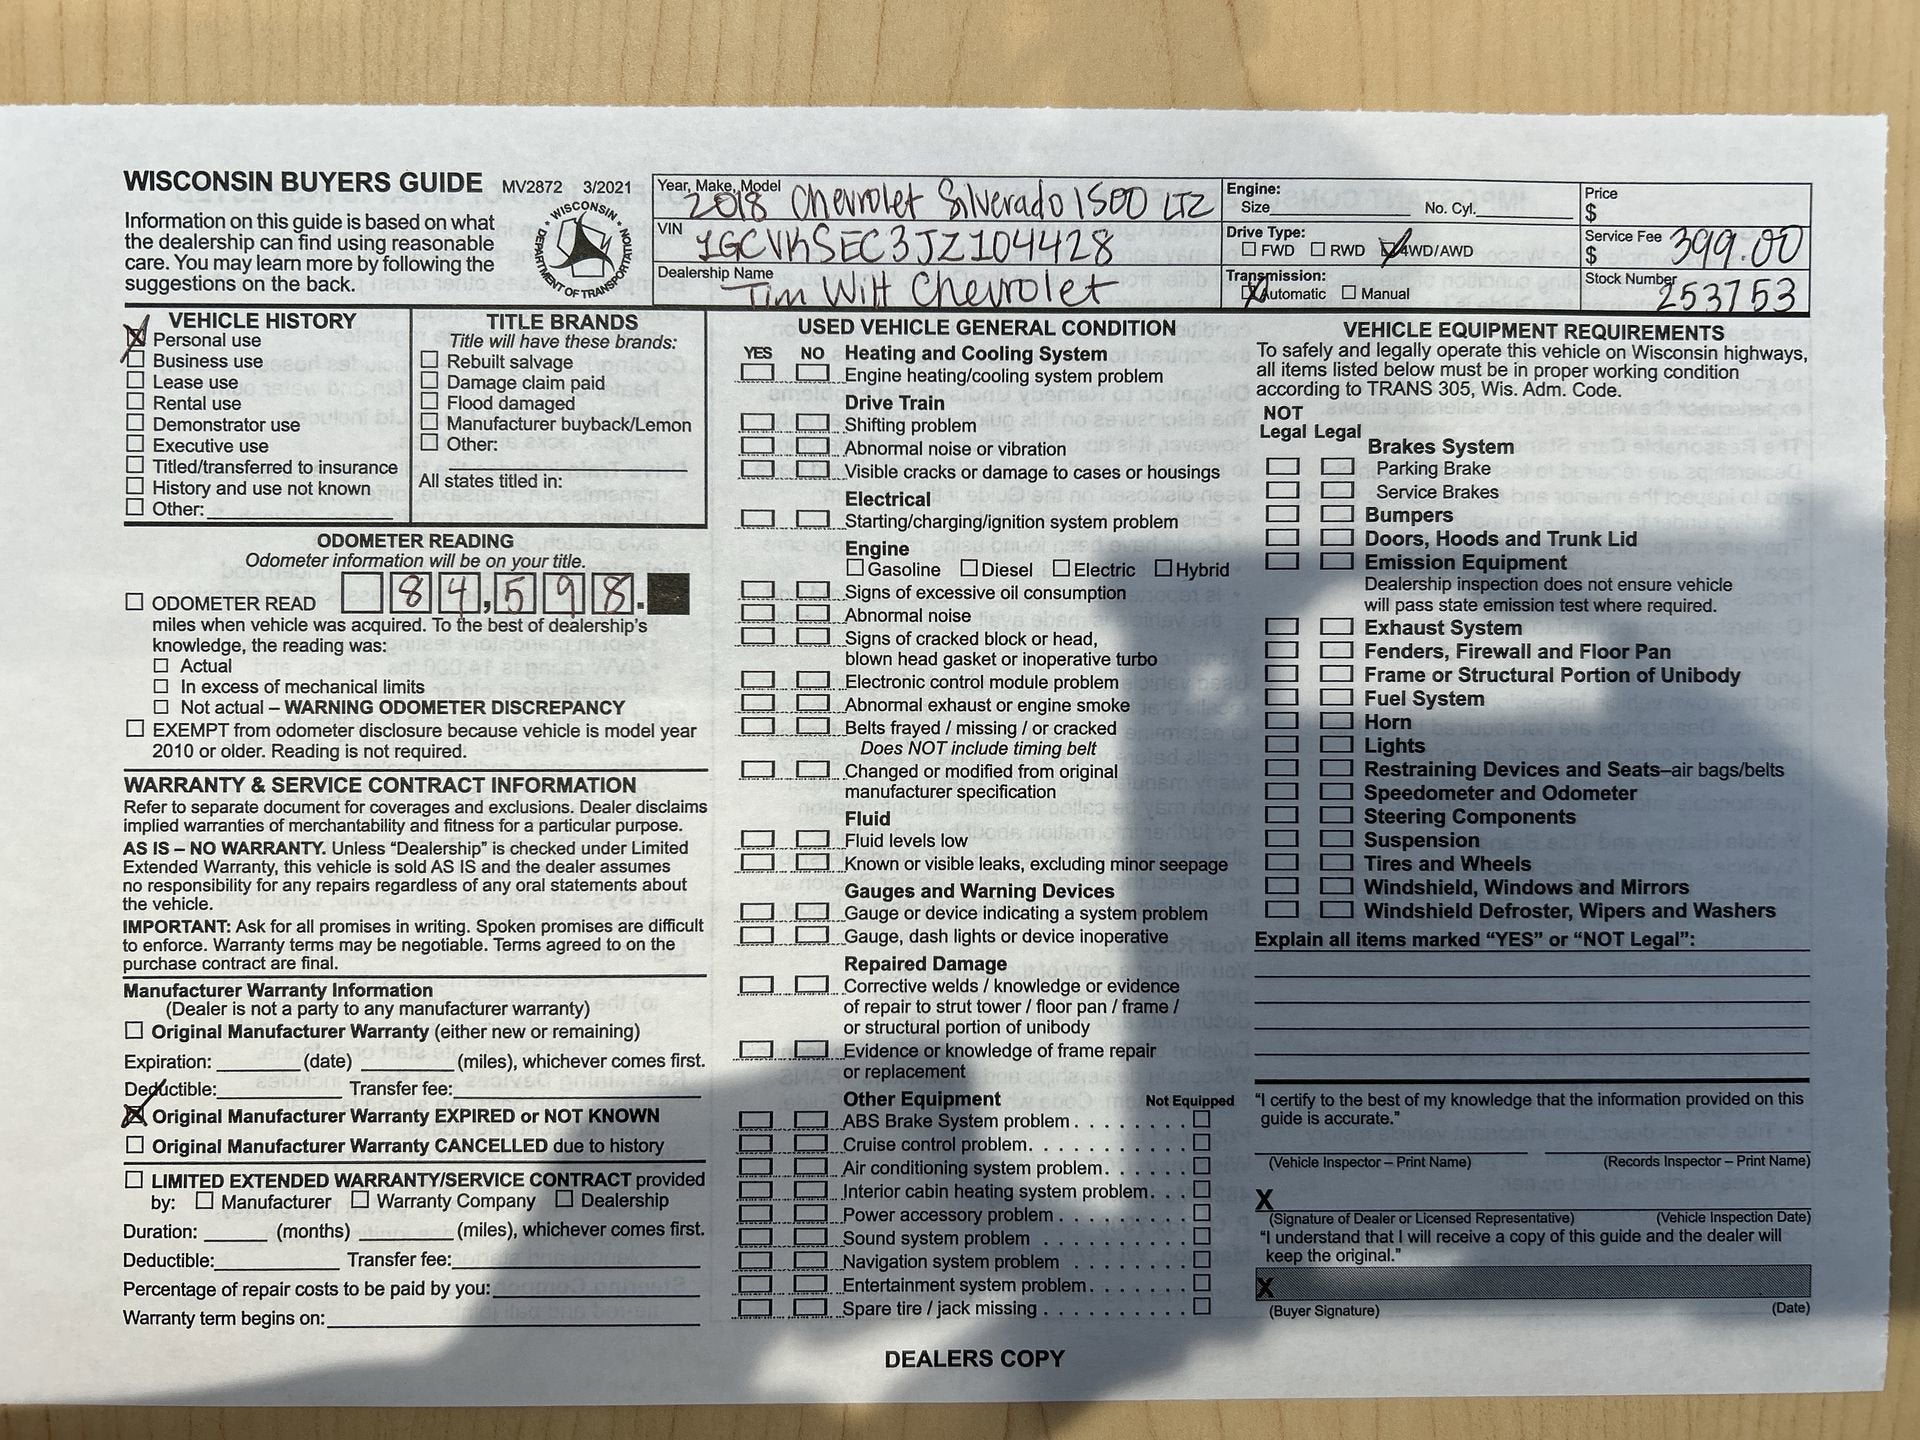 WISCONSIN BUYERS GUIDE MV2872 3/2021
Information on this guide is based on what
the dealership can find using reasonable
care. You may learn more by following the
suggestions on the back.
WISCONSIN DEPARTMENT OF TRANSPORTATION
Year, Make, Model 2018 Chevrolet Silverado 1500 LTZ
VIN 1GCVKSEC3JZ104428
Dealership Name Tim Witt Chevrolet
Engine:
Size No. Cyl.
Drive Type:
FWD RWD 4WD/AWD
Transmission:
Automatic Manual
Price
$
Service Fee
$ 399.00
Stock Number 253753
VEHICLE HISTORY
Personal use
Business use
Lease use
Rental use
Demonstrator use
Executive use
Titled/transferred to insurance
History and use not known
Other:
TITLE BRANDS
Title will have these brands:
Rebuilt salvage
Damage claim paid
Flood damaged
Manufacturer buyback/Lemon
Other:
All states titled in:
ODOMETER READING
Odometer information will be on your title.
ODOMETER READ 84,598.
miles when vehicle was acquired. To the best of dealership's
knowledge, the reading was:
Actual
In excess of mechanical limits
Not actual – WARNING ODOMETER DISCREPANCY
EXEMPT from odometer disclosure because vehicle is model year
2010 or older. Reading is not required.
WARRANTY & SERVICE CONTRACT INFORMATION
Refer to separate document for coverages and exclusions. Dealer disclaims
implied warranties of merchantability and fitness for a particular purpose.
AS IS – NO WARRANTY. Unless "Dealership" is checked under Limited
Extended Warranty, this vehicle is sold AS IS and the dealer assumes
no responsibility for any repairs regardless of any oral statements about
the vehicle.
IMPORTANT: Ask for all promises in writing. Spoken promises are difficult
to enforce. Warranty terms may be negotiable. Terms agreed to on the
purchase contract are final.
Manufacturer Warranty Information
(Dealer is not a party to any manufacturer warranty)
Original Manufacturer Warranty (either new or remaining)
Expiration: (date) (miles), whichever comes first.
Deductible: Transfer fee:
Original Manufacturer Warranty EXPIRED or NOT KNOWN
Original Manufacturer Warranty CANCELLED due to history
LIMITED EXTENDED WARRANTY/SERVICE CONTRACT provided
by: Manufacturer Warranty Company Dealership
Duration: (months) (miles), whichever comes first.
Deductible: Transfer fee:
Percentage of repair costs to be paid by you:
Warranty term begins on:
USED VEHICLE GENERAL CONDITION
YES NO Heating and Cooling System
Engine heating/cooling system problem
Drive Train
Shifting problem
Abnormal noise or vibration
Visible cracks or damage to cases or housings
Electrical
Starting/charging/ignition system problem
Engine
Gasoline Diesel Electric Hybrid
Signs of excessive oil consumption
Abnormal noise
Signs of cracked block or head,
blown head gasket or inoperative turbo
Electronic control module problem
Abnormal exhaust or engine smoke
Belts frayed / missing / or cracked
Does NOT include timing belt
Changed or modified from original
manufacturer specification
Fluid
Fluid levels low
Known or visible leaks, excluding minor seepage
Gauges and Warning Devices
Gauge or device indicating a system problem
Gauge, dash lights or device inoperative
Repaired Damage
Corrective welds / knowledge or evidence
of repair to strut tower / floor pan / frame /
or structural portion of unibody
Evidence or knowledge of frame repair
or replacement
Other Equipment Not Equipped
ABS Brake System problem
Cruise control problem
Air conditioning system problem
Interior cabin heating system problem
Power accessory problem
Sound system problem
Navigation system problem
Entertainment system problem
Spare tire / jack missing
VEHICLE EQUIPMENT REQUIREMENTS
To safely and legally operate this vehicle on Wisconsin highways,
all items listed below must be in proper working condition
according to TRANS 305, Wis. Adm. Code.
NOT
Legal Legal
Brakes System
Parking Brake
Service Brakes
Bumpers
Doors, Hoods and Trunk Lid
Emission Equipment
Dealership inspection does not ensure vehicle
will pass state emission test where required.
Exhaust System
Fenders, Firewall and Floor Pan
Frame or Structural Portion of Unibody
Fuel System
Horn
Lights
Restraining Devices and Seats–air bags/belts
Speedometer and Odometer
Steering Components
Suspension
Tires and Wheels
Windshield, Windows and Mirrors
Windshield Defroster, Wipers and Washers
Explain all items marked "YES" or "NOT Legal":
"I certify to the best of my knowledge that the information provided on this
guide is accurate."
(Vehicle Inspector – Print Name) (Records Inspector – Print Name)
X
(Signature of Dealer or Licensed Representative) (Vehicle Inspection Date)
"I understand that I will receive a copy of this guide and the dealer will
keep the original."
X
(Buyer Signature) (Date)
DEALERS COPY